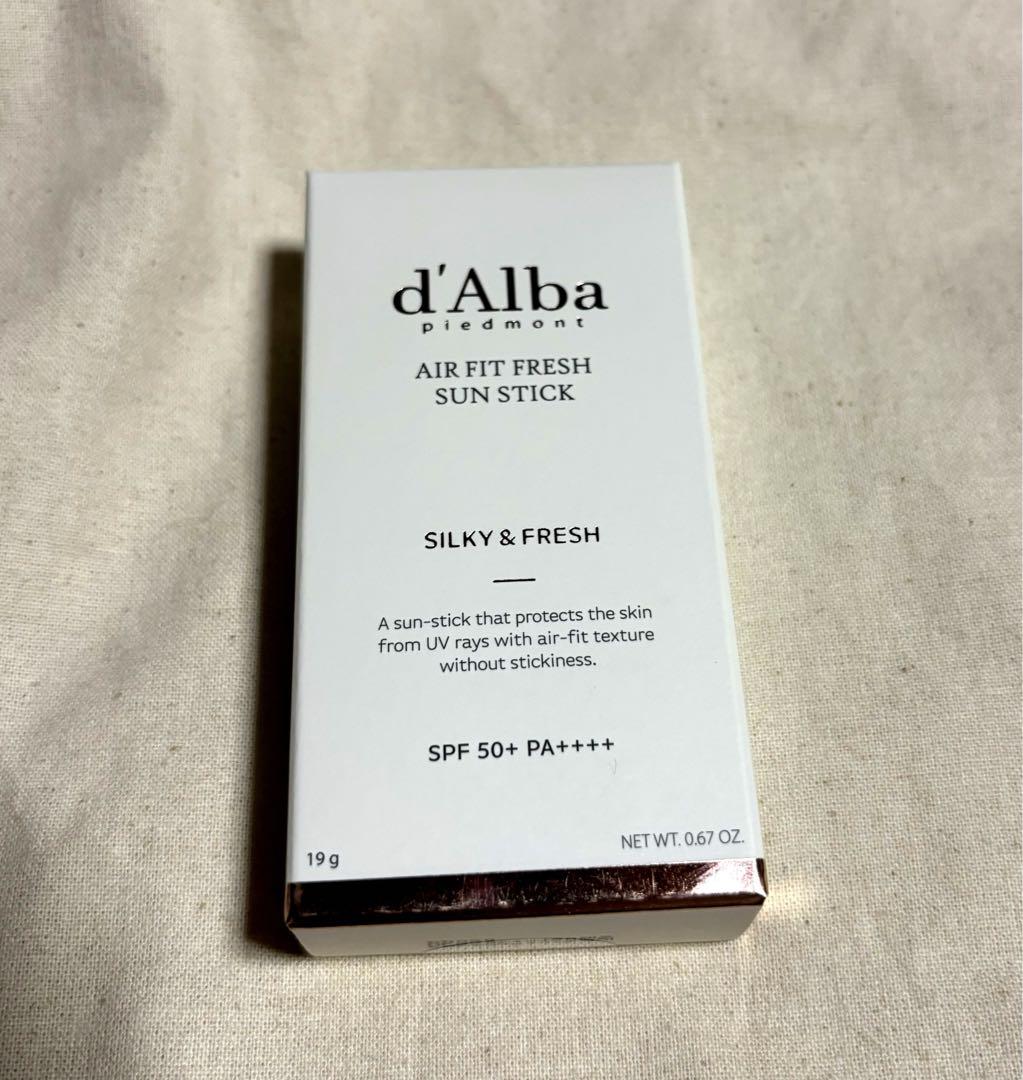 d'Alba
piedmont
AIR FIT FRESH
SUN STICK
SILKY & FRESH
A sun-stick that protects the skin
from UV rays with air-fit texture
without stickiness.
SPF 50+ PA++++
19 g
NET WT. 0.67 OZ.